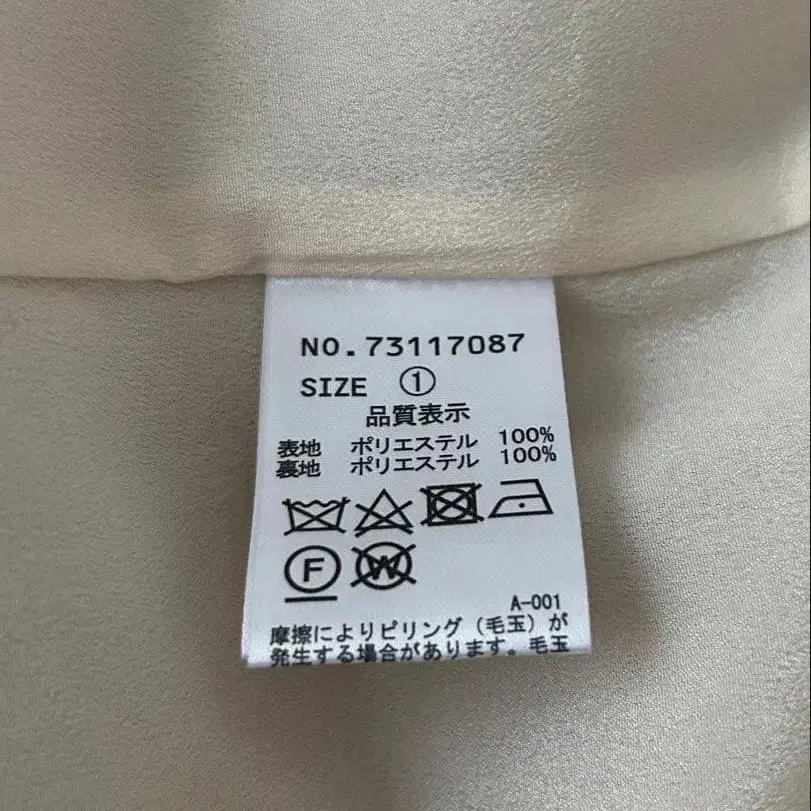 NO.73117087
SIZE ①
品質表示
表地 ポリエステル 100%
裏地 ポリエステル 100%
F W
A-001
摩擦によりピリング(毛玉)が
発生する場合があります。毛玉